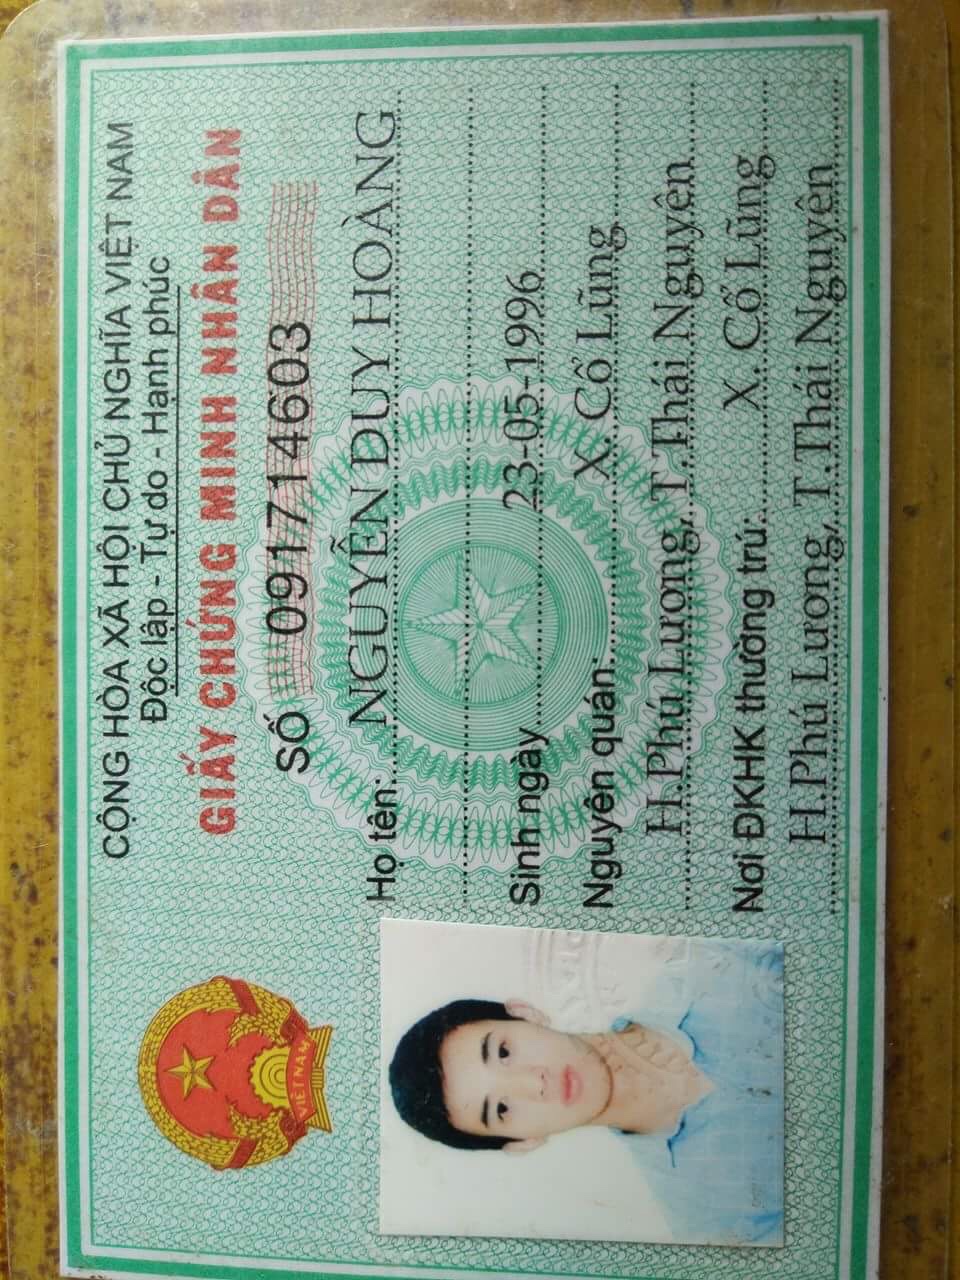 CỘNG HÒA XÃ HỘI CHỦ NGHĨA VIỆT NAM
Độc lập - Tự do - Hạnh phúc
GIẤY CHỨNG MINH NHÂN DÂN
SỐ 091714603
VIỆT NAM
Họ tên: NGUYỄN DUY HOÀNG
Sinh ngày 23-05-1996
Nguyên quán: X. Cổ Lũng
H.Phú Lương, T.Thái Nguyên
Nơi ĐKHK thường trú: X. Cổ Lũng
H.Phú Lương, T.Thái Nguyên